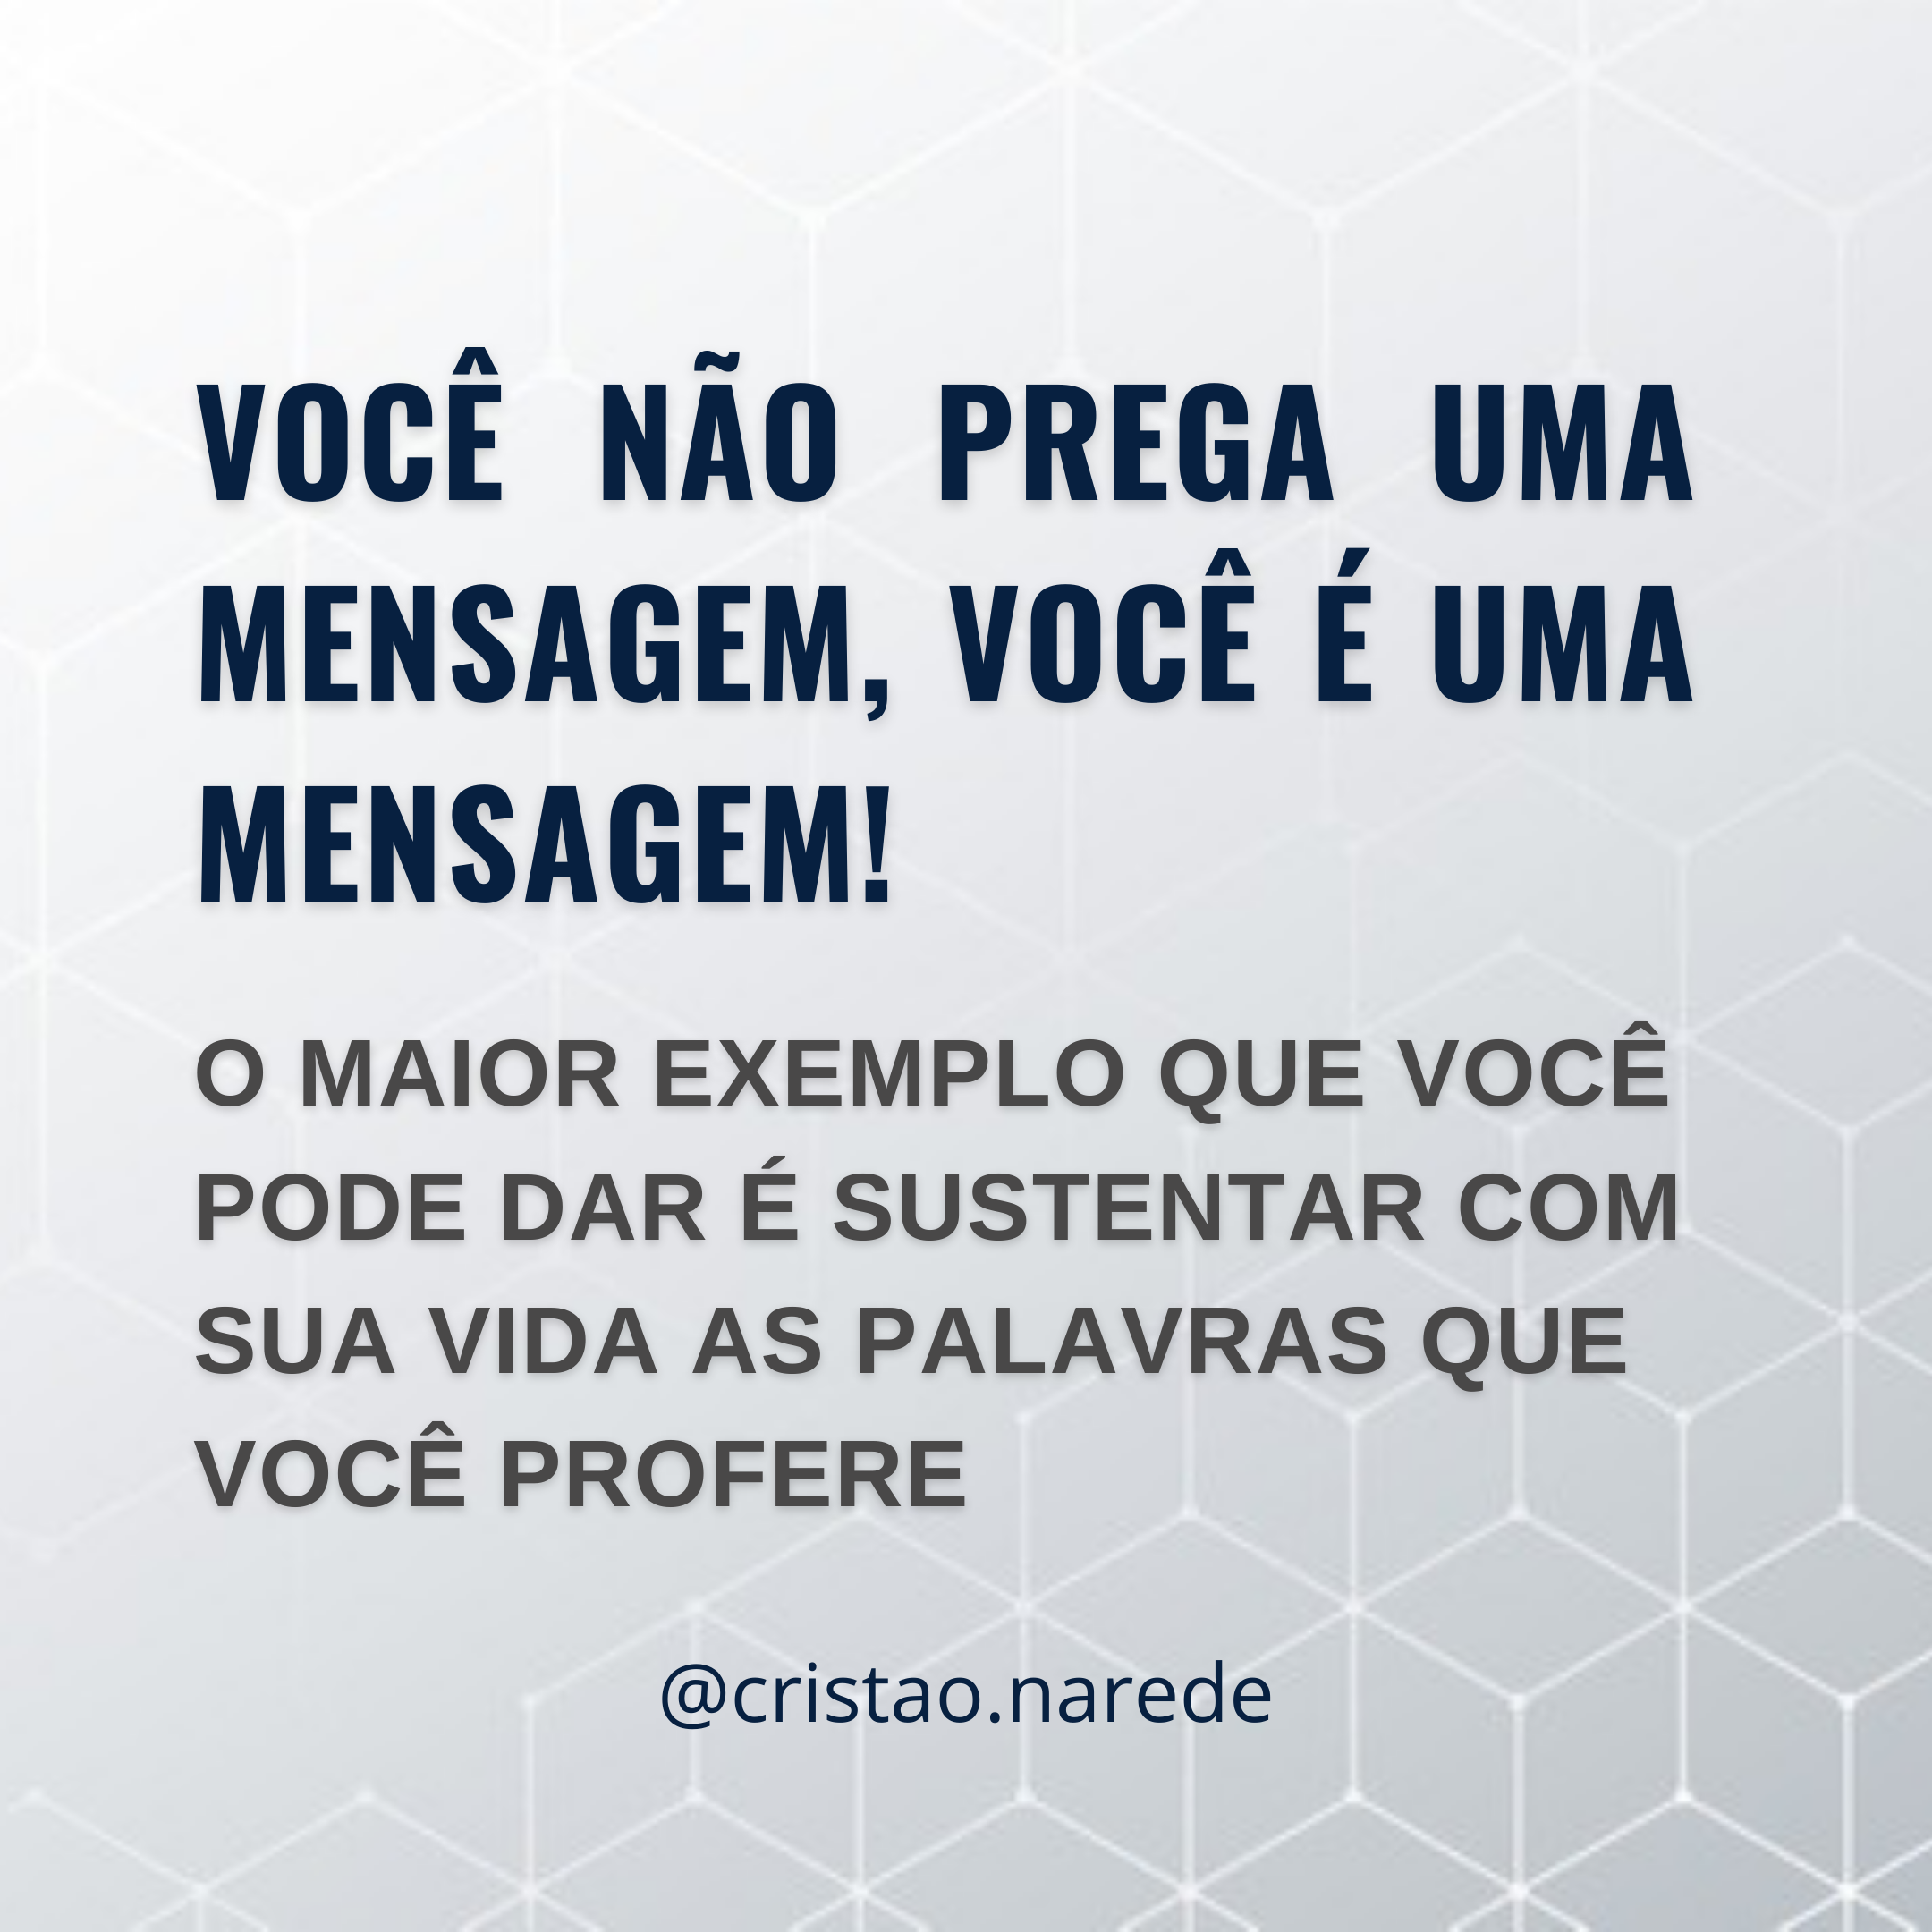 VOCÊ NÃO PREGA UMA
MENSAGEM, VOCÊ É UMA
MENSAGEM!
O MAIOR EXEMPLO QUE VOCÊ
PODE DAR É SUSTENTAR COM
SUA VIDA AS PALAVRAS QUE
VOCÊ PROFERE
@cristao.narede